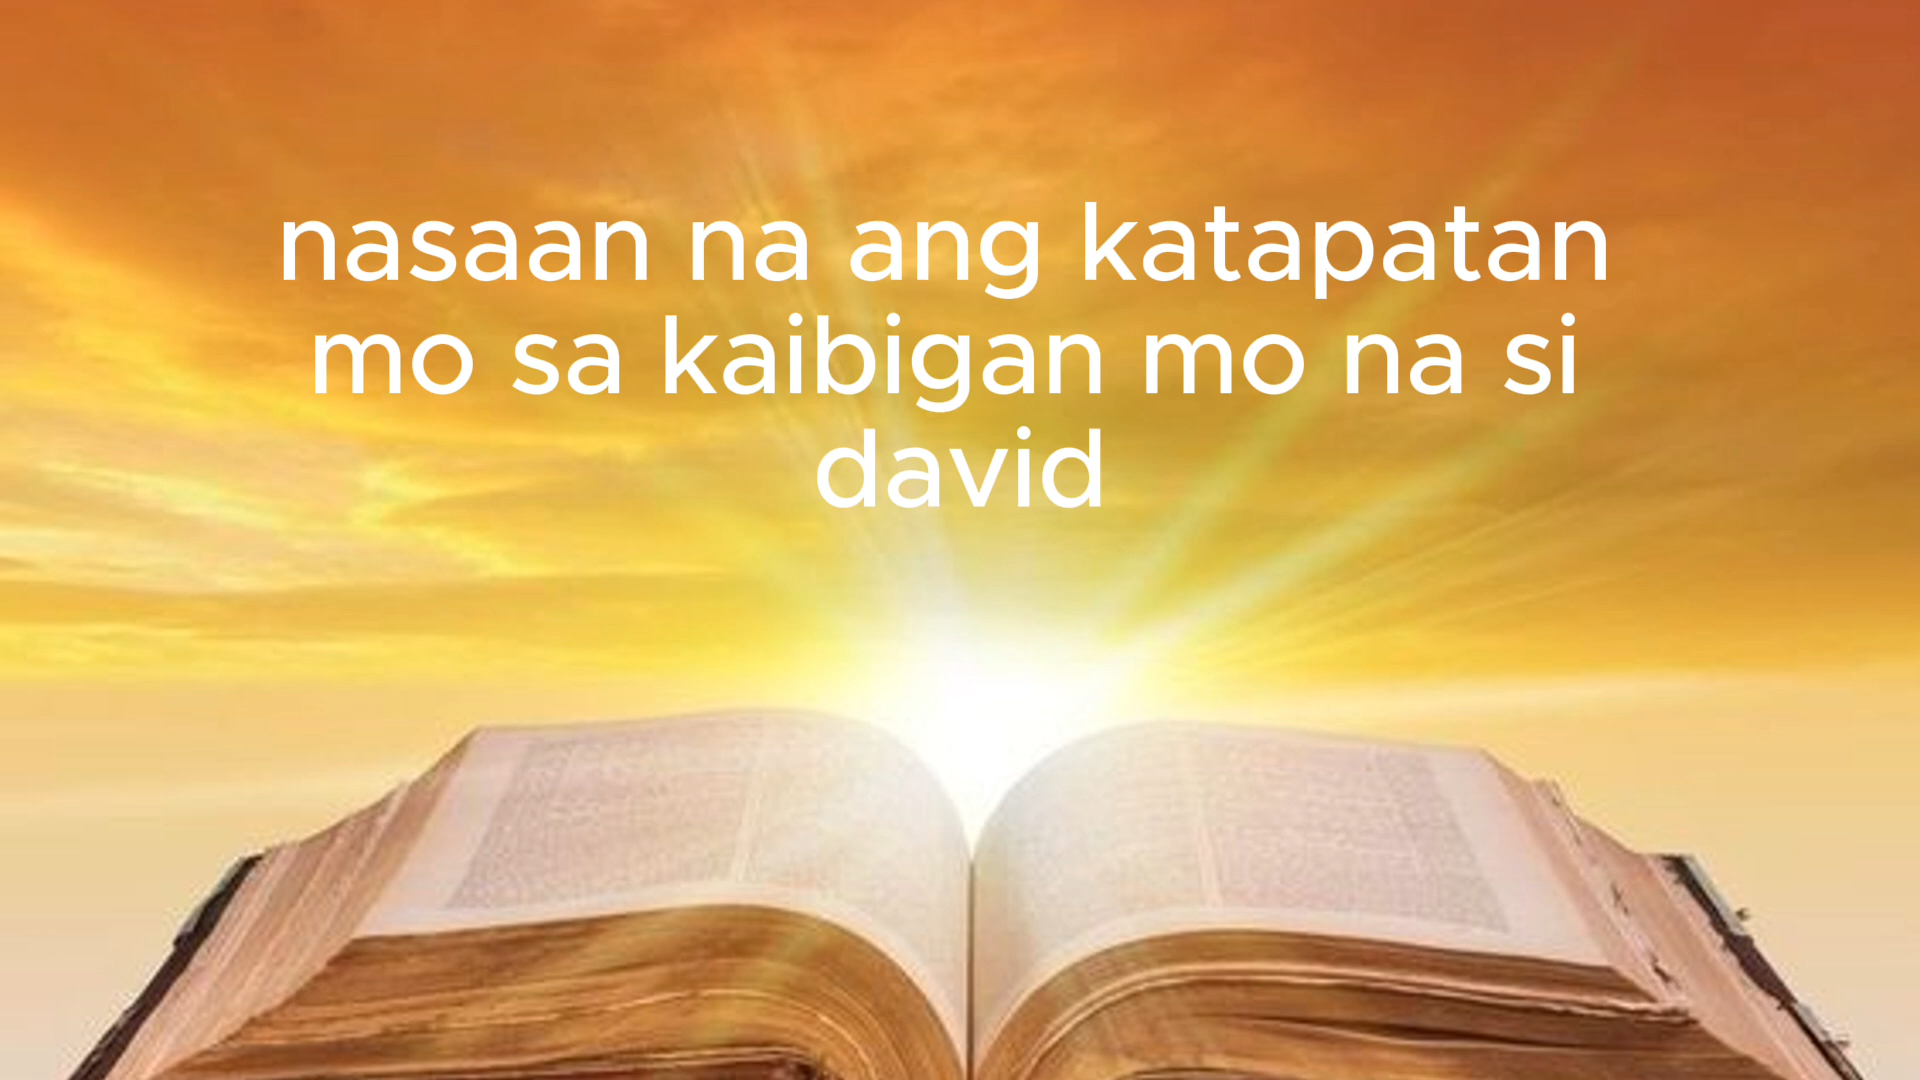 nasaan na ang katapatan
mo sa kaibigan mo na si
david